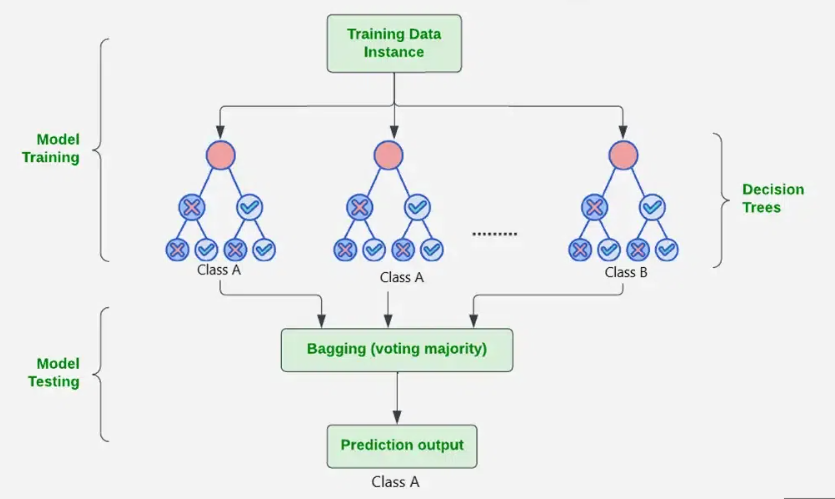 Training Data
Instance
Model
Training
Decision
Trees
.........
Class A
Class A
Class B
Bagging (voting majority)
Model
Testing
Prediction output
Class A